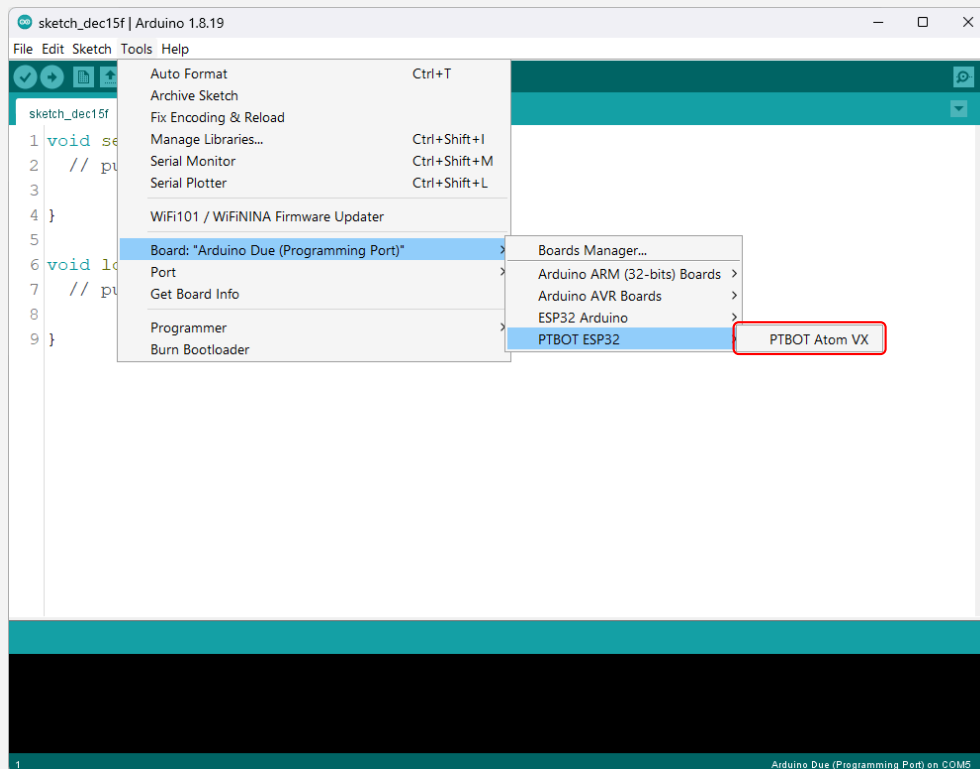 sketch_dec15f | Arduino 1.8.19
File Edit Sketch Tools Help
sketch_dec15f
Auto Format Ctrl+T
Archive Sketch
Fix Encoding & Reload
Manage Libraries... Ctrl+Shift+I
Serial Monitor Ctrl+Shift+M
Serial Plotter Ctrl+Shift+L
WiFi101 / WiFiNINA Firmware Updater
Board: "Arduino Due (Programming Port)"
Port
Get Board Info
Programmer
Burn Bootloader
Boards Manager...
Arduino ARM (32-bits) Boards
Arduino AVR Boards
ESP32 Arduino
PTBOT ESP32
PTBOT Atom VX
1 void se
2 // pu
3
4 }
5
6 void lo
7 // pu
8
9 }
1 Arduino Due (Programming Port) on COM5